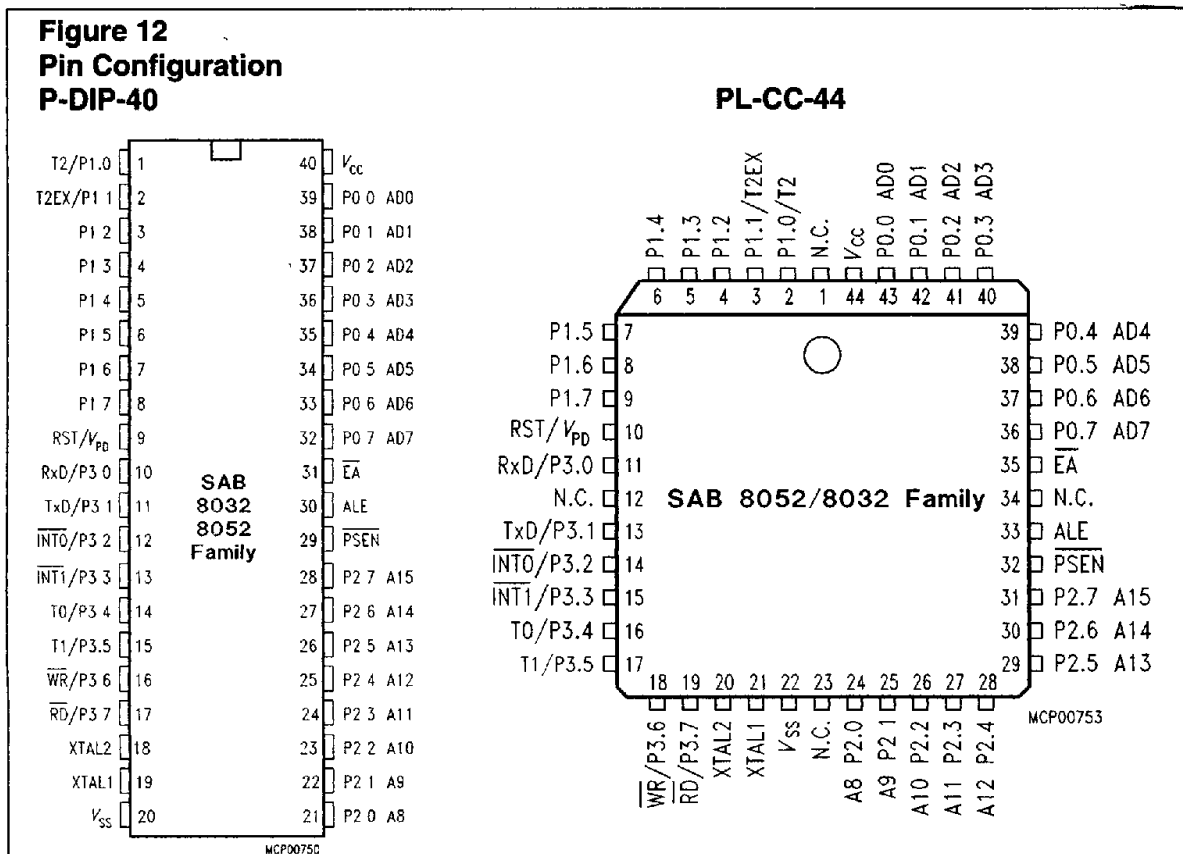 Figure 12
Pin Configuration
P-DIP-40
PL-CC-44
T2/P1.0 1
T2EX/P1 1 2
P1 2 3
P1 3 4
P1 4 5
P1 5 6
P1 6 7
P1 7 8
RST/VPD 9
RxD/P3 0 10
TxD/P3 1 11
INT0/P3 2 12
INT1/P3 3 13
T0/P3 4 14
T1/P3.5 15
WR/P3 6 16
RD/P3 7 17
XTAL2 18
XTAL1 19
VSS 20
SAB
8032
8052
Family
40 VCC
39 P0 0 AD0
38 P0 1 AD1
37 P0 2 AD2
36 P0 3 AD3
35 P0 4 AD4
34 P0 5 AD5
33 P0 6 AD6
32 P0 7 AD7
31 EA
30 ALE
29 PSEN
28 P2 7 A15
27 P2 6 A14
26 P2 5 A13
25 P2 4 A12
24 P2 3 A11
23 P2 2 A10
22 P2 1 A9
21 P2 0 A8
MCP00750
P1.4
P1.3
P1.2
P1.1/T2EX
P1.0/T2
N.C.
VCC
P0.0 AD0
P0.1 AD1
P0.2 AD2
P0.3 AD3
6 5 4 3 2 1 44 43 42 41 40
P1.5 7
P1.6 8
P1.7 9
RST/VPD 10
RxD/P3.0 11
N.C. 12
TxD/P3.1 13
INT0/P3.2 14
INT1/P3.3 15
T0/P3.4 16
T1/P3.5 17
SAB 8052/8032 Family
39 P0.4 AD4
38 P0.5 AD5
37 P0.6 AD6
36 P0.7 AD7
35 EA
34 N.C.
33 ALE
32 PSEN
31 P2.7 A15
30 P2.6 A14
29 P2.5 A13
18 19 20 21 22 23 24 25 26 27 28
WR/P3.6
RD/P3.7
XTAL2
XTAL1
VSS
N.C.
A8 P2.0
A9 P2 1
A10 P2.2
A11 P2.3
A12 P2.4
MCP00753